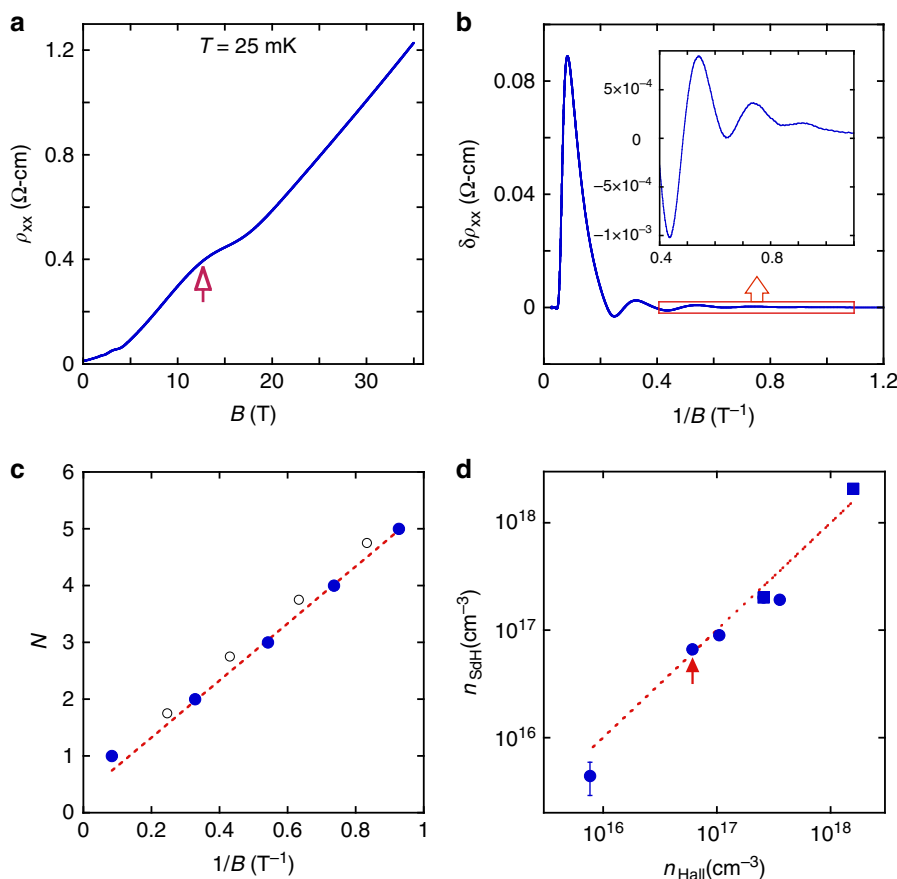 a
T = 25 mK
1.2
0.8
0.4
0
ρxx (Ω-cm)
0 10 20 30
B (T)
b
0.08
0.04
0
δρxx (Ω-cm)
5×10⁻⁴
0
−5×10⁻⁴
−1×10⁻³
0.4 0.6 0.8 1
0 0.4 0.8 1.2
1/B (T⁻¹)
c
6
5
4
3
2
1
0
N
0 0.2 0.4 0.6 0.8 1
1/B (T⁻¹)
d
10¹⁸
10¹⁷
10¹⁶
nSdH(cm⁻³)
10¹⁶ 10¹⁷ 10¹⁸
nHall(cm⁻³)